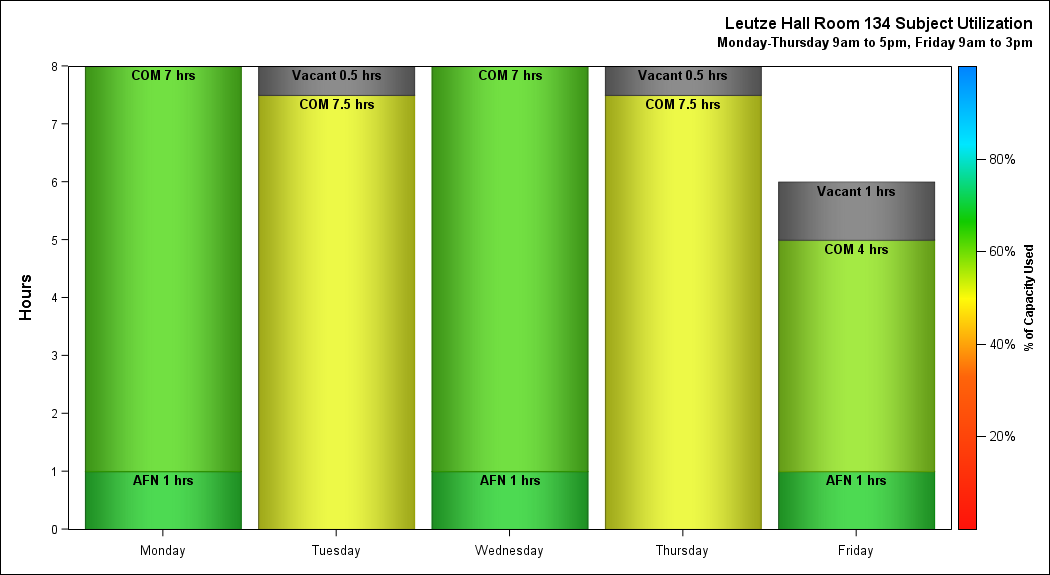 Leutze Hall Room 134 Subject Utilization
Monday-Thursday 9am to 5pm, Friday 9am to 3pm
Hours
8
7
6
5
4
3
2
1
0
COM 7 hrs
AFN 1 hrs
Vacant 0.5 hrs
COM 7.5 hrs
COM 7 hrs
AFN 1 hrs
Vacant 0.5 hrs
COM 7.5 hrs
Vacant 1 hrs
COM 4 hrs
AFN 1 hrs
Monday
Tuesday
Wednesday
Thursday
Friday
80%
60%
40%
20%
% of Capacity Used